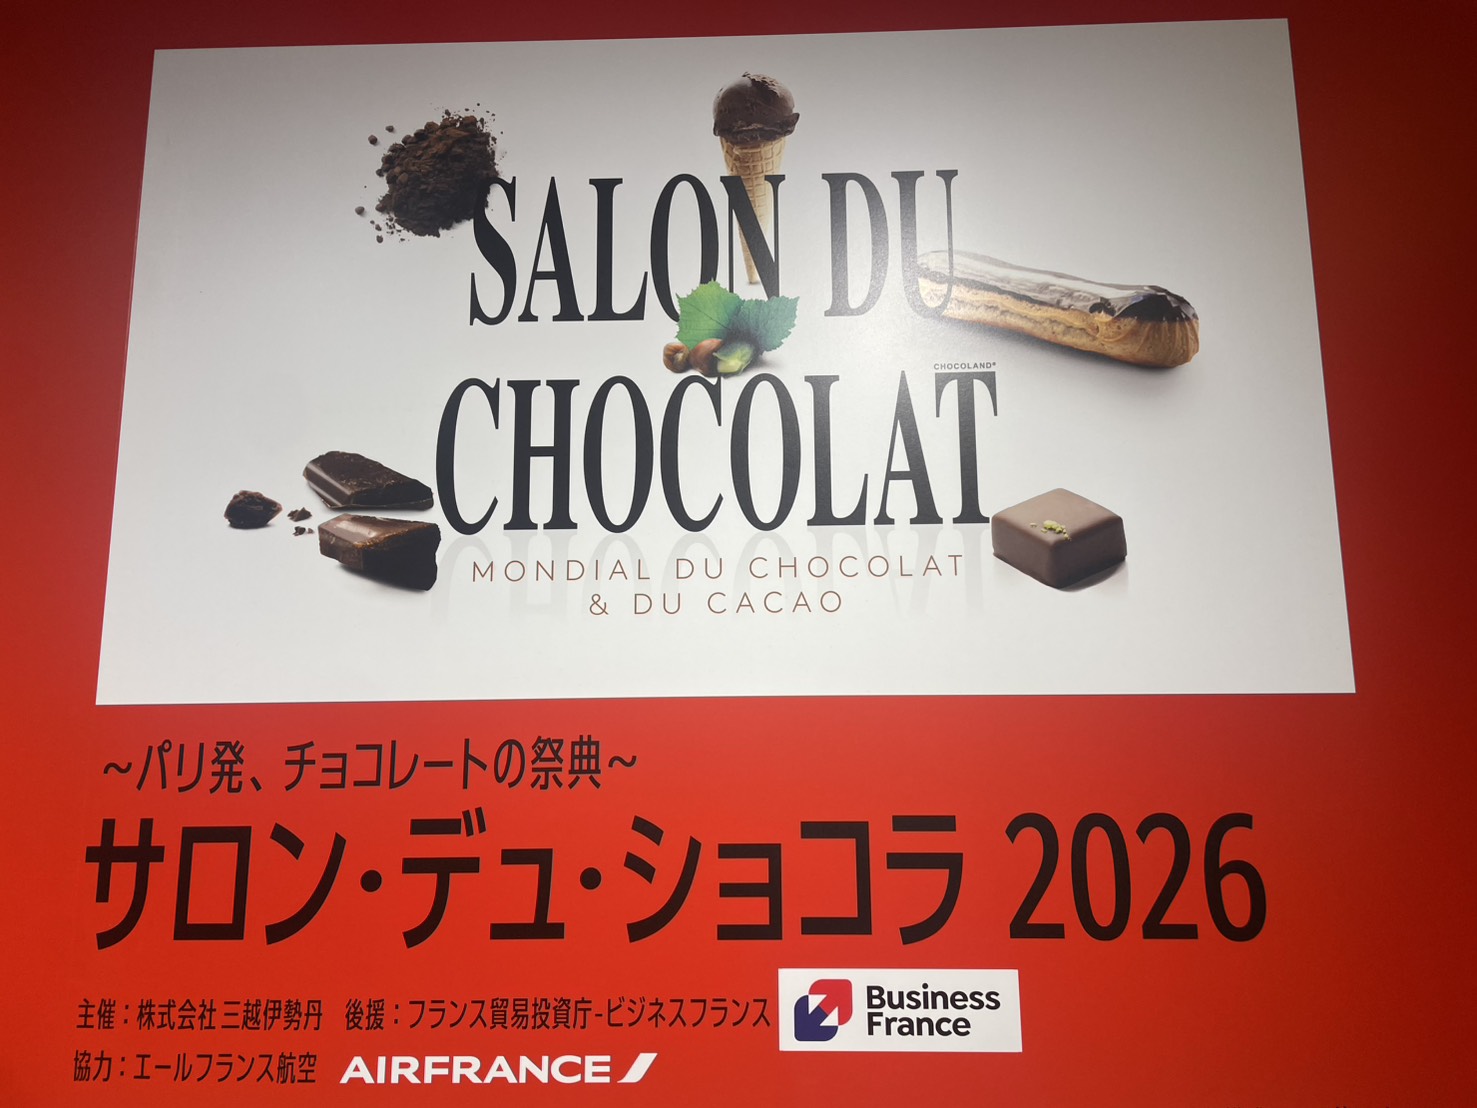 SALON DU
CHOCOLAND®
CHOCOLAT
MONDIAL DU CHOCOLAT
& DU CACAO
～パリ発、チョコレートの祭典～
サロン・デュ・ショコラ 2026
主催：株式会社 三越伊勢丹　後援：フランス貿易投資庁-ビジネスフランス
Business
France
協力：エールフランス航空 AIRFRANCE